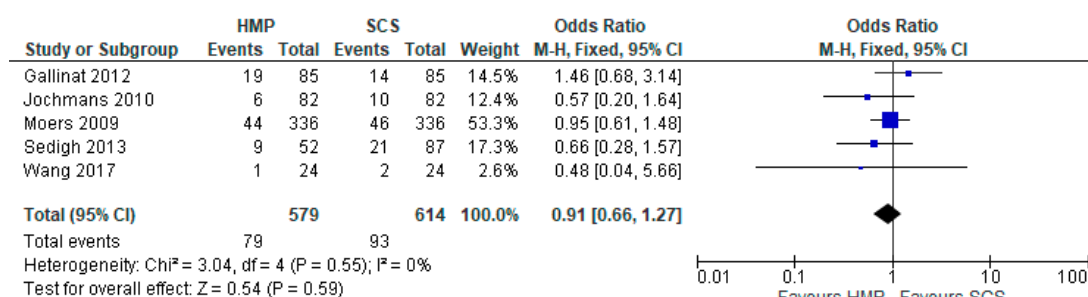 HMP SCS Odds Ratio Odds Ratio
Study or Subgroup Events Total Events Total Weight M-H, Fixed, 95% CI M-H, Fixed, 95% CI
Gallinat 2012 19 85 14 85 14.5% 1.46 [0.68, 3.14]
Jochmans 2010 6 82 10 82 12.4% 0.57 [0.20, 1.64]
Moers 2009 44 336 46 336 53.3% 0.95 [0.61, 1.48]
Sedigh 2013 9 52 21 87 17.3% 0.66 [0.28, 1.57]
Wang 2017 1 24 2 24 2.6% 0.48 [0.04, 5.66]
Total (95% CI) 579 614 100.0% 0.91 [0.66, 1.27]
Total events 79 93
Heterogeneity: Chi² = 3.04, df = 4 (P = 0.55); I² = 0%
Test for overall effect: Z = 0.54 (P = 0.59)
0.01 0.1 1 10 100
Favours HMP Favours SCS